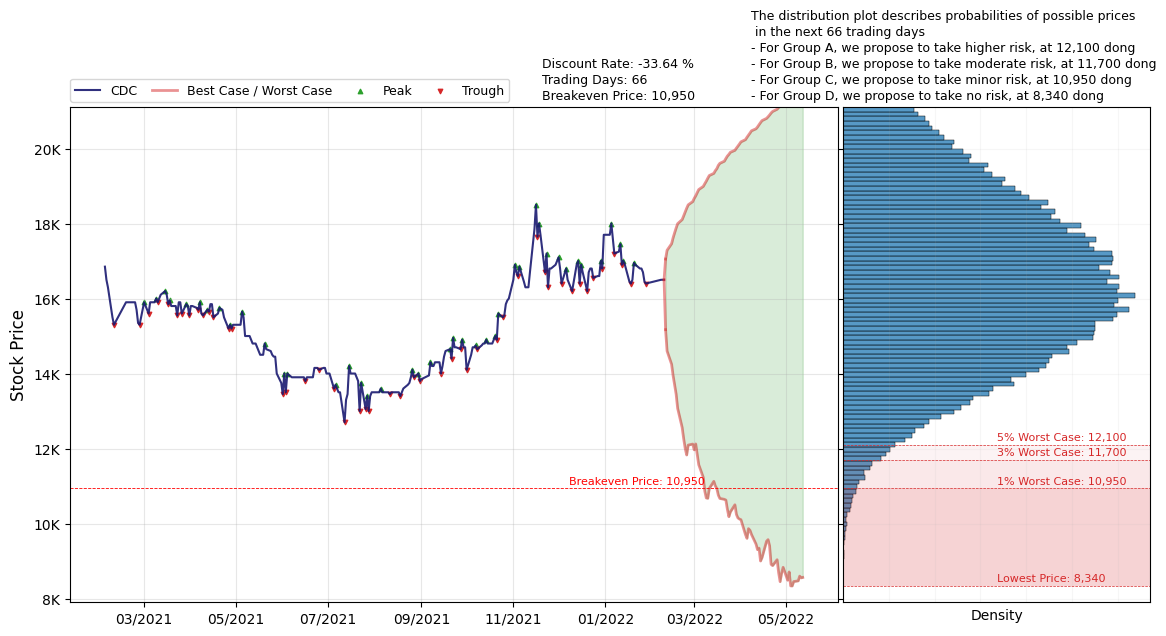 The distribution plot describes probabilities of possible prices
in the next 66 trading days
- For Group A, we propose to take higher risk, at 12,100 dong
- For Group B, we propose to take moderate risk, at 11,700 dong
- For Group C, we propose to take minor risk, at 10,950 dong
- For Group D, we propose to take no risk, at 8,340 dong
Discount Rate: -33.64 %
Trading Days: 66
Breakeven Price: 10,950
CDC
Best Case / Worst Case
Peak
Trough
Stock Price
20K
18K
16K
14K
12K
10K
8K
Breakeven Price: 10,950
03/2021
05/2021
07/2021
09/2021
11/2021
01/2022
03/2022
05/2022
5% Worst Case: 12,100
3% Worst Case: 11,700
1% Worst Case: 10,950
Lowest Price: 8,340
Density